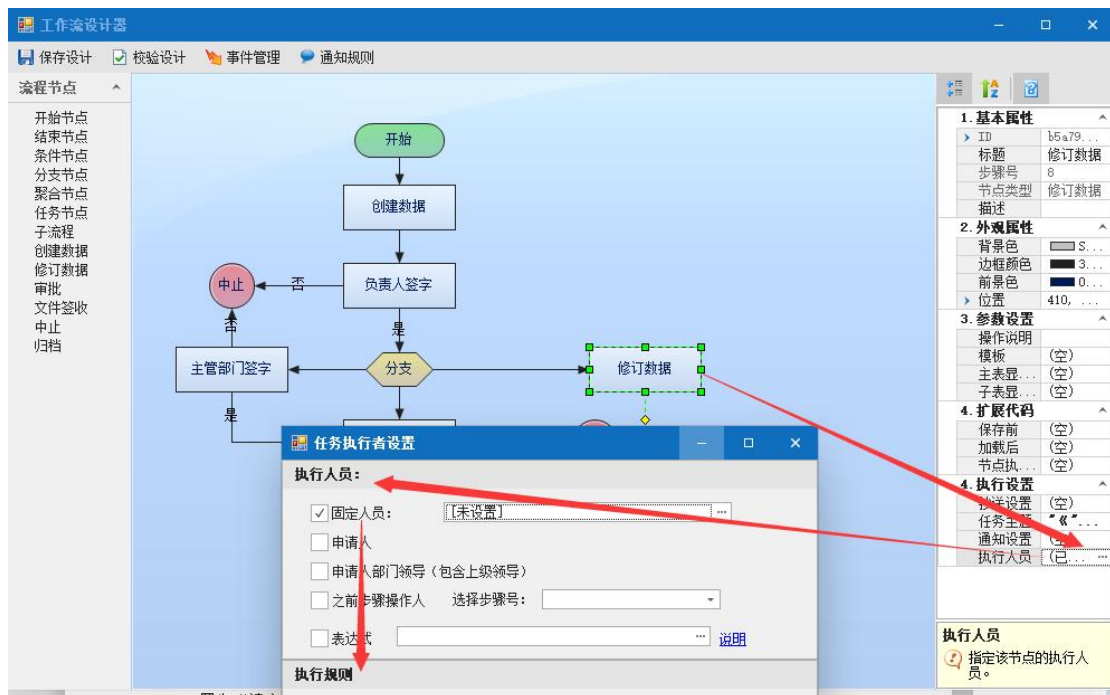 工作流设计器
保存设计 校验设计 事件管理 通知规则
流程节点
开始节点
结束节点
条件节点
分支节点
聚合节点
任务节点
子流程
创建数据
修订数据
审批
文件签收
中止
归档
开始
创建数据
负责人签字
否
中止
是
否
主管部门签字
分支
修订数据
是
任务执行者设置
执行人员:
固定人员: [未设置] ...
申请人
申请人部门领导(包含上级领导)
之前步骤操作人 选择步骤号:
表达式 ... 说明
执行规则
1.基本属性
ID b5a79...
标题 修订数据
步骤号 8
节点类型 修订数据
描述
2.外观属性
背景色 S...
边框颜色 3...
前景色 0...
位置 410, ...
3.参数设置
操作说明
模板 (空)
主表显... (空)
子表显... (空)
4.扩展代码
保存前 (空)
加载后 (空)
节点执... (空)
4.执行设置
抄送设置 (空)
任务主题 "《"...
通知设置
执行人员 (已... ...
执行人员
指定该节点的执行人
员。